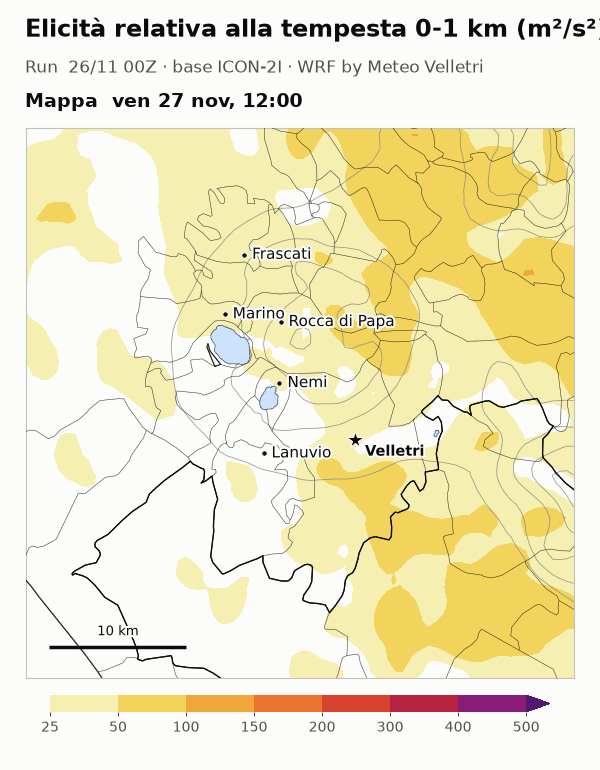 Elicità relativa alla tempesta 0-1 km (m²/s²)
Run  26/11 00Z · base ICON-2I · WRF by Meteo Velletri
Mappa  ven 27 nov, 12:00
Frascati
Marino
Rocca di Papa
Nemi
Velletri
Lanuvio
10 km
25 50 100 150 200 300 400 500